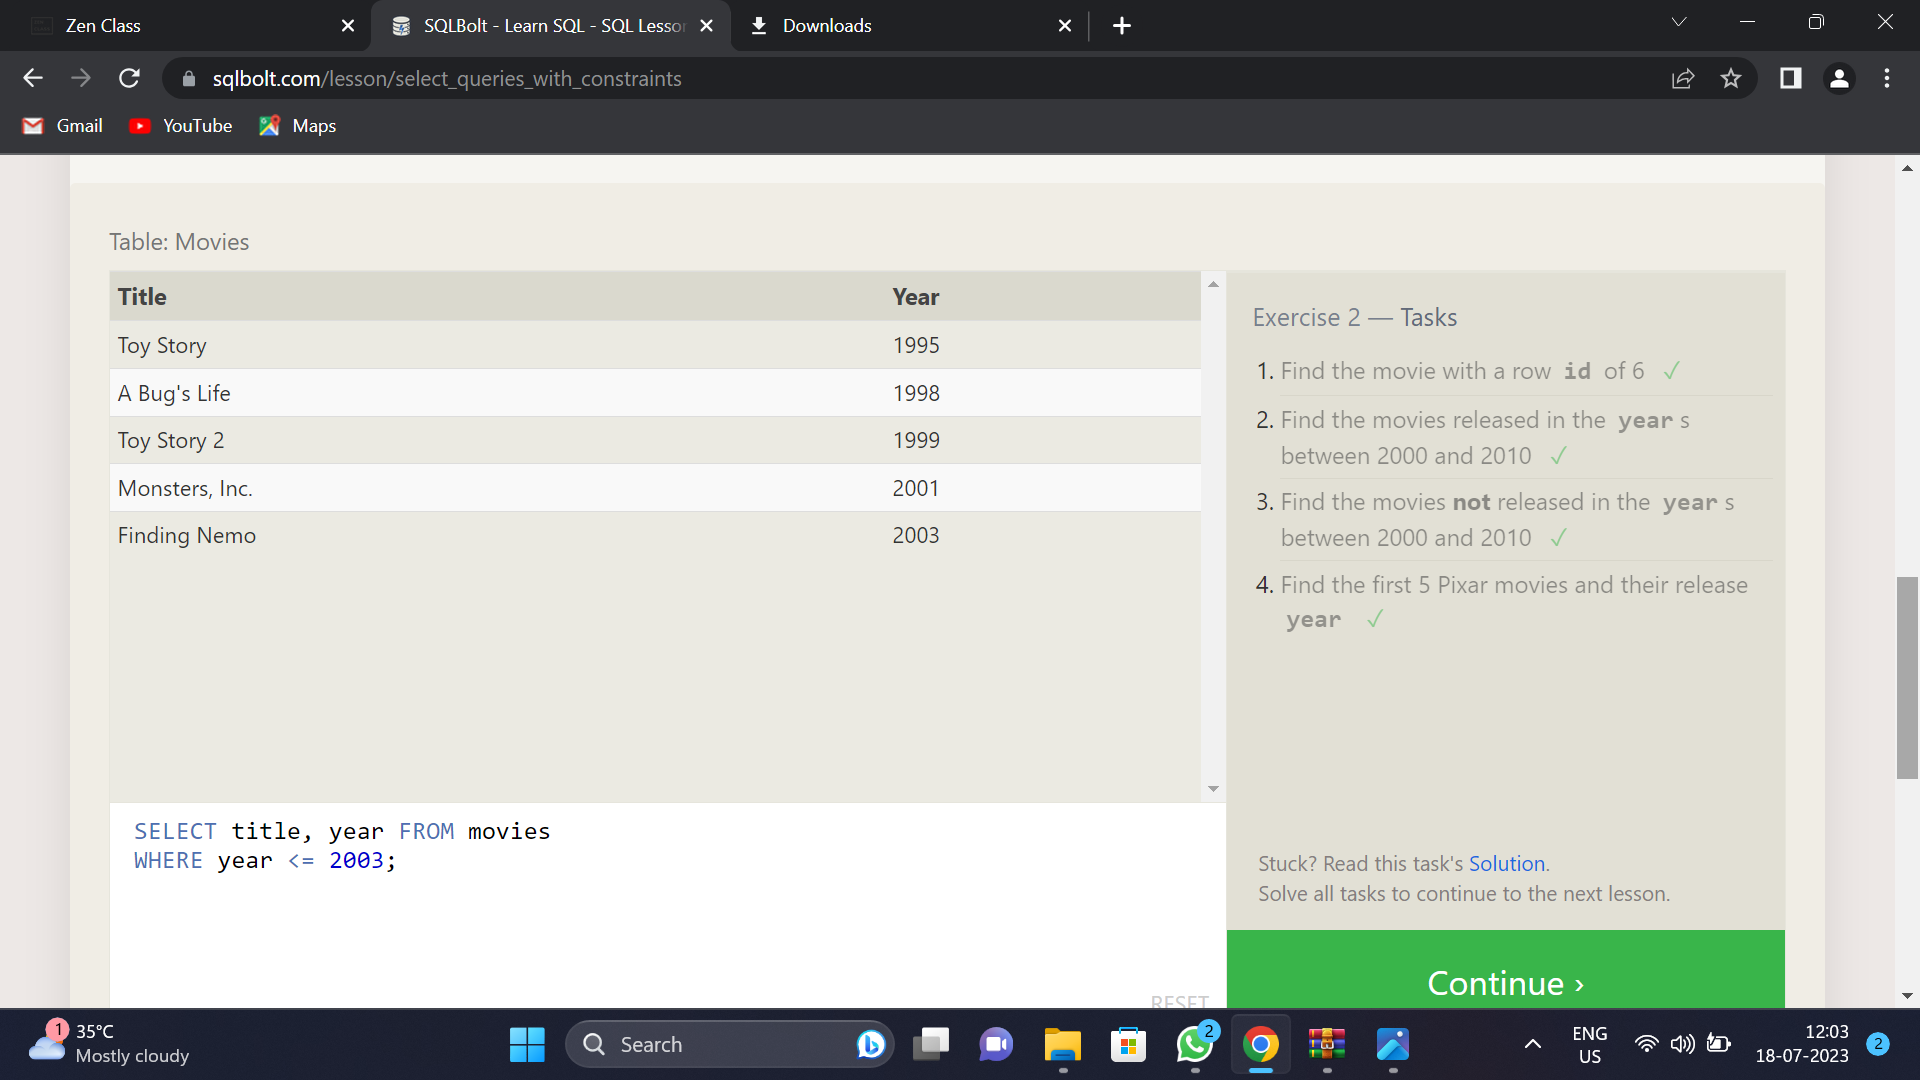 Zen Class
SQLBolt - Learn SQL - SQL Lesso
Downloads
sqlbolt.com/lesson/select_queries_with_constraints
Gmail
YouTube
Maps
Table: Movies
Title Year
Toy Story 1995
A Bug's Life 1998
Toy Story 2 1999
Monsters, Inc. 2001
Finding Nemo 2003
Exercise 2 — Tasks
1. Find the movie with a row id of 6 ✓
2. Find the movies released in the year s
between 2000 and 2010 ✓
3. Find the movies not released in the year s
between 2000 and 2010 ✓
4. Find the first 5 Pixar movies and their release
year ✓
SELECT title, year FROM movies
WHERE year <= 2003;
RESET
Stuck? Read this task's Solution.
Solve all tasks to continue to the next lesson.
Continue ›
1
35°C
Mostly cloudy
Search
2
ENG
US
12:03
18-07-2023
2